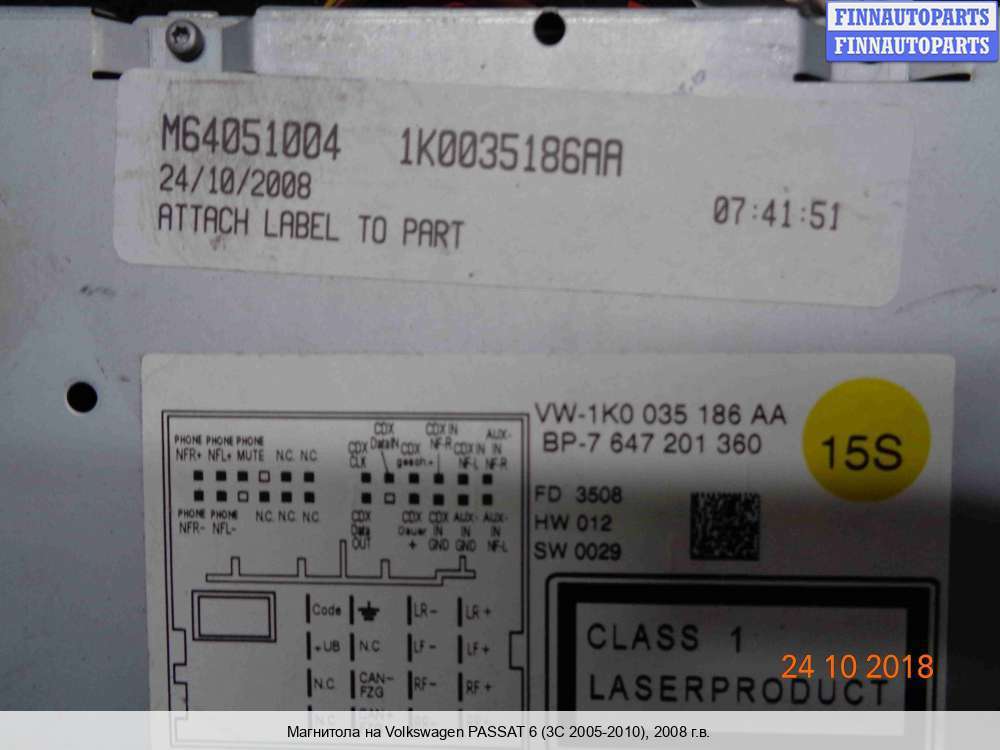 FINNAUTOPARTS
FINNAUTOPARTS
M64051004 1K0035186AA
24/10/2008
07:41:51
ATTACH LABEL TO PART
VW-1K0 035 186 AA
BP-7 647 201 360
15S
FD 3508
HW 012
SW 0029
PHONE PHONE PHONE
NFR+ NFL+ MUTE N.C. N.C.
PHONE PHONE N.C. N.C. N.C.
NFR- NFL-
CDX CLK
CDX DataIN
CDX gesch.+
CDX IN NF-R
CDX IN NF-L
AUX-IN NF-R
CDX Data OUT
CDX Dauer +
CDX IN GND
AUX-IN GND
AUX-IN NF-L
Code LR- LR+
+UB N.C. LF- LF+
N.C. CAN-FZG RF- RF+
N.C.
CLASS 1
LASERPRODUCT
24 10 2018
Магнитола на Volkswagen PASSAT 6 (3C 2005-2010), 2008 г.в.